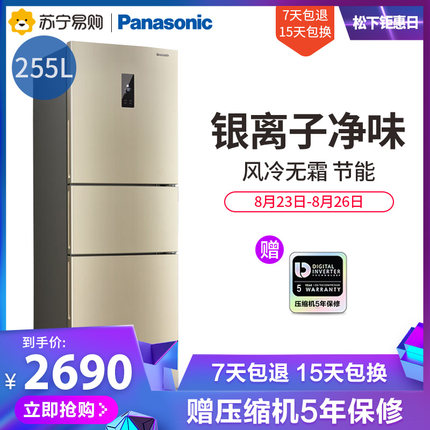 苏宁易购 Panasonic
7天包退
15天包换
松下钜惠日
255L
银离子净味
风冷无霜 节能
8月23日-8月26日
赠
DIGITAL
INVERTER
5 YEAR
WARRANTY
压缩机5年保修
到手价:
¥2690
立即抢购>
7天包退 15天包换
赠压缩机5年保修